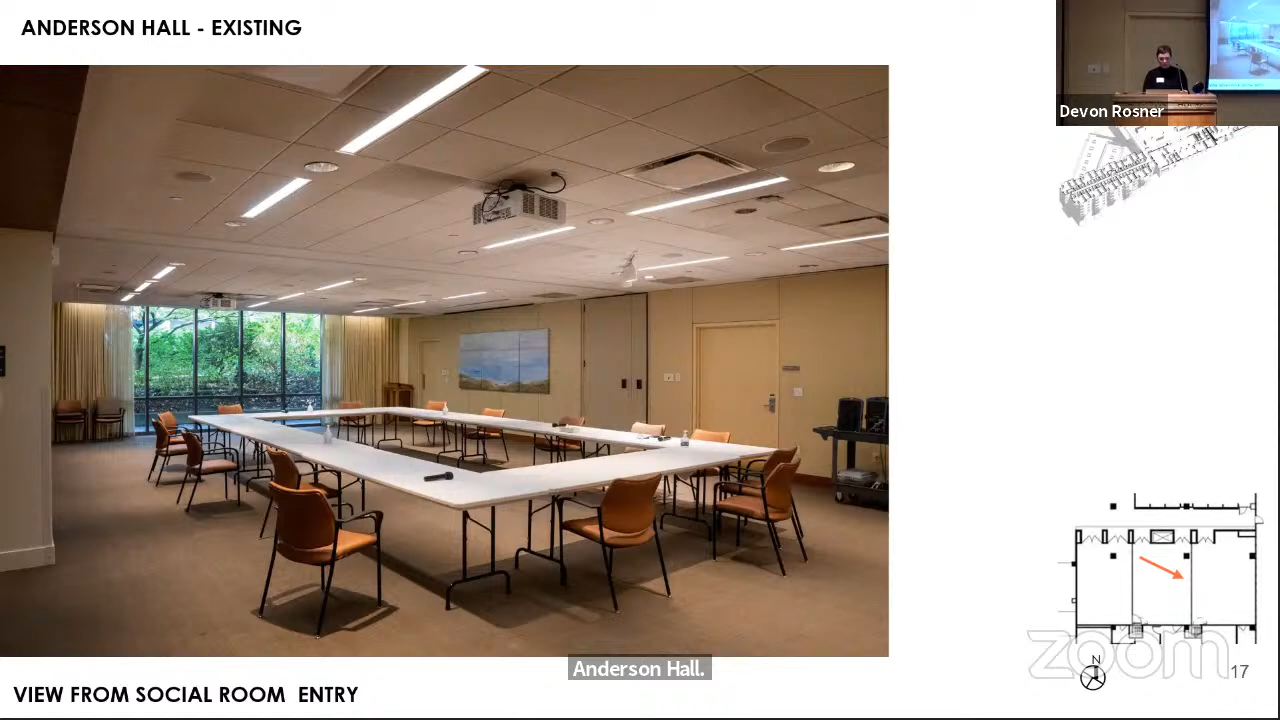 ANDERSON HALL - EXISTING
Devon Rosner
Anderson Hall.
zoom
N
17
VIEW FROM SOCIAL ROOM ENTRY